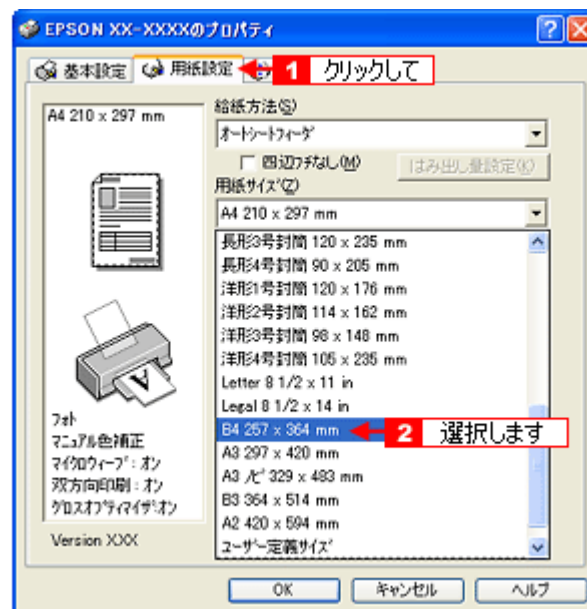 EPSON XX-XXXXのプロパティ
基本設定
用紙設定
1 クリックして
A4 210 x 297 mm
給紙方法(S)
オートシートフィーダ
四辺フチなし(M)
はみ出し量設定(K)
用紙サイズ(Z)
A4 210 x 297 mm
長形3号封筒 120 x 235 mm
長形4号封筒 90 x 205 mm
洋形1号封筒 120 x 176 mm
洋形2号封筒 114 x 162 mm
洋形3号封筒 98 x 148 mm
洋形4号封筒 105 x 235 mm
Letter 8 1/2 x 11 in
Legal 8 1/2 x 14 in
B4 257 x 364 mm
2 選択します
A3 297 x 420 mm
A3 ノビ 329 x 483 mm
B3 364 x 514 mm
A2 420 x 594 mm
ユーザー定義サイズ
A
フォト
マニュアル色補正
マイクロウィーブ:オン
双方向印刷:オン
グロスオプティマイザ:オン
Version XXX
OK
キャンセル
ヘルプ